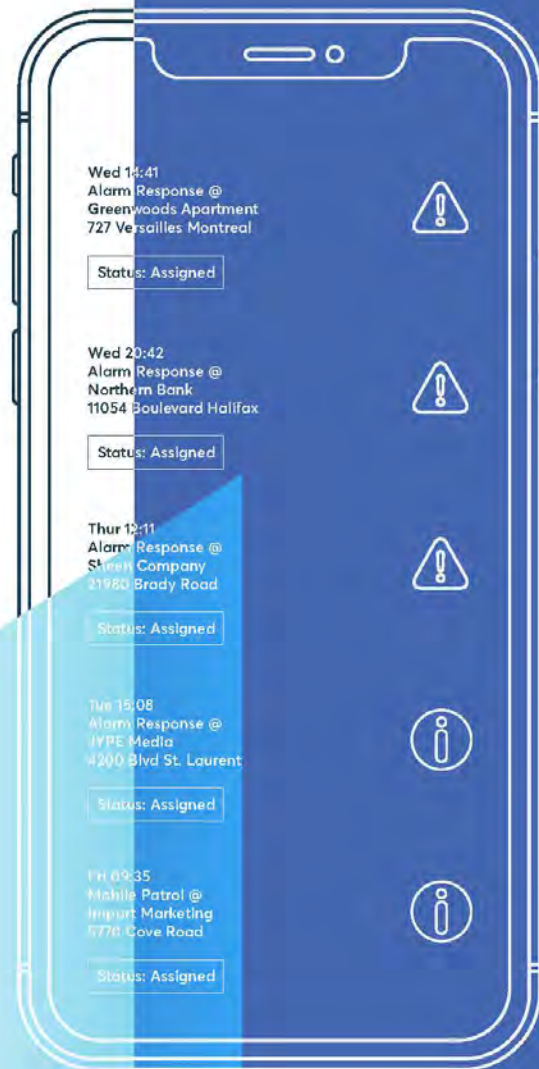 Wed 14:41
Alarm Response @
Greenwoods Apartment
727 Versailles Montreal
Status: Assigned
Wed 20:42
Alarm Response @
Northern Bank
11054 Boulevard Halifax
Status: Assigned
Thur 12:11
Alarm Response @
Sheen Company
21980 Brady Road
Status: Assigned
Tue 15:08
Alarm Response @
JYPE Media
4200 Blvd St. Laurent
Status: Assigned
Fri 09:35
Mobile Patrol @
Impart Marketing
5770 Cove Road
Status: Assigned